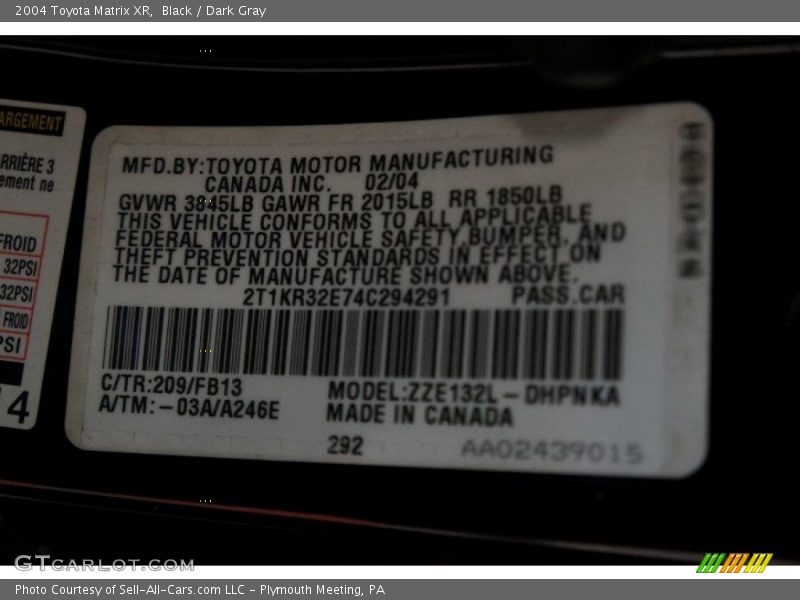 2004 Toyota Matrix XR, Black / Dark Gray
ARGEMENT
ARRIÈRE 3
ement ne
FROID
32PSI
32PSI
FROID
PSI
4
MFD.BY:TOYOTA MOTOR MANUFACTURING
CANADA INC. 02/04
GVWR 3845LB GAWR FR 2015LB RR 1850LB
THIS VEHICLE CONFORMS TO ALL APPLICABLE
FEDERAL MOTOR VEHICLE SAFETY,BUMPER, AND
THEFT PREVENTION STANDARDS IN EFFECT ON
THE DATE OF MANUFACTURE SHOWN ABOVE.
2T1KR32E74C294291 PASS.CAR
C/TR:209/FB13 MODEL:ZZE132L-DHPNKA
A/TM:-03A/A246E MADE IN CANADA
292 AA02439015
GTcarlot.com
Photo Courtesy of Sell-All-Cars.com LLC - Plymouth Meeting, PA